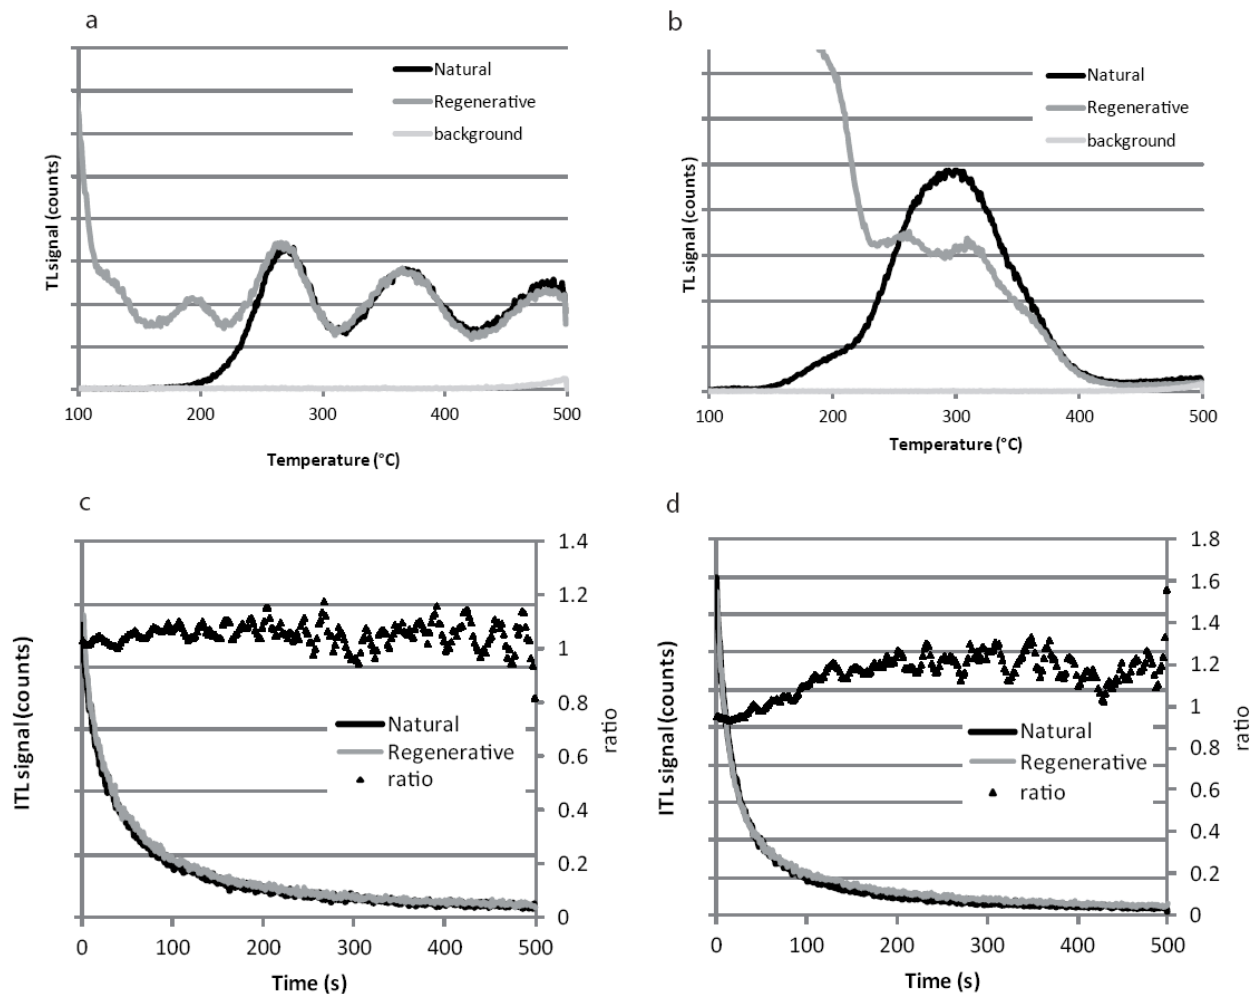 a
Natural
Regenerative
background
TL signal (counts)
100 200 300 400 500
Temperature (°C)
b
Natural
Regenerative
background
TL signal (counts
100 200 300 400 500
Temperature (°C)
c
1.4
1.2
1
0.8
0.6
0.4
0.2
0
Natural
Regenerative
ratio
ITL signal (counts)
ratio
0 100 200 300 400 500
Time (s)
d
1.8
1.6
1.4
1.2
1
0.8
0.6
0.4
0.2
0
Natural
Regenerative
ratio
ITL signal (counts)
ratio
0 100 200 300 400 500
Time (s)